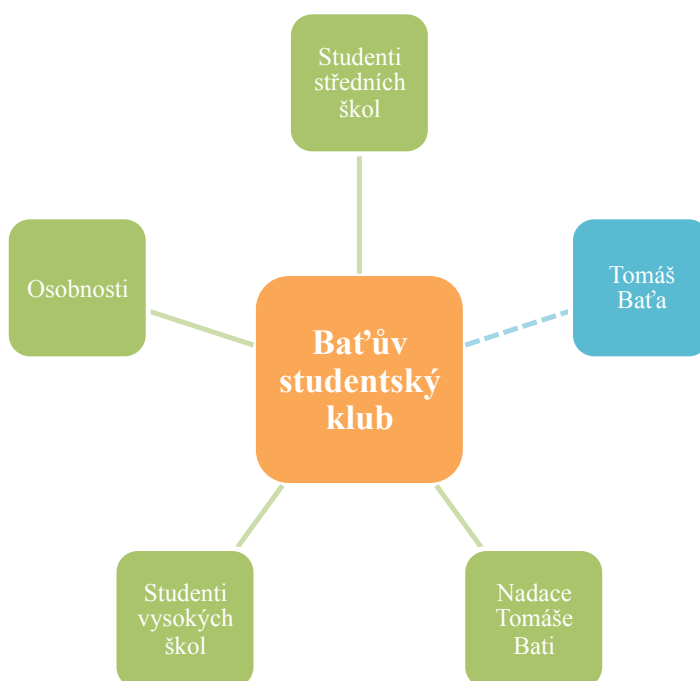 Studenti
středních
škol
Osobnosti
Tomáš
Baťa
Baťův
studentský
klub
Studenti
vysokých
škol
Nadace
Tomáše
Bati